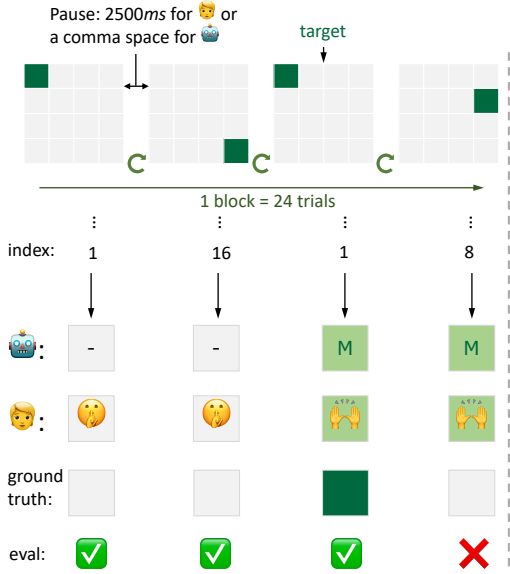 Pause: 2500ms for 🧑 or
a comma space for 🤖
target
1 block = 24 trials
⋮ ⋮ ⋮ ⋮
index: 1 16 1 8
🤖: - - M M
🧑:
ground
truth:
eval: ✅ ✅ ✅ ❌